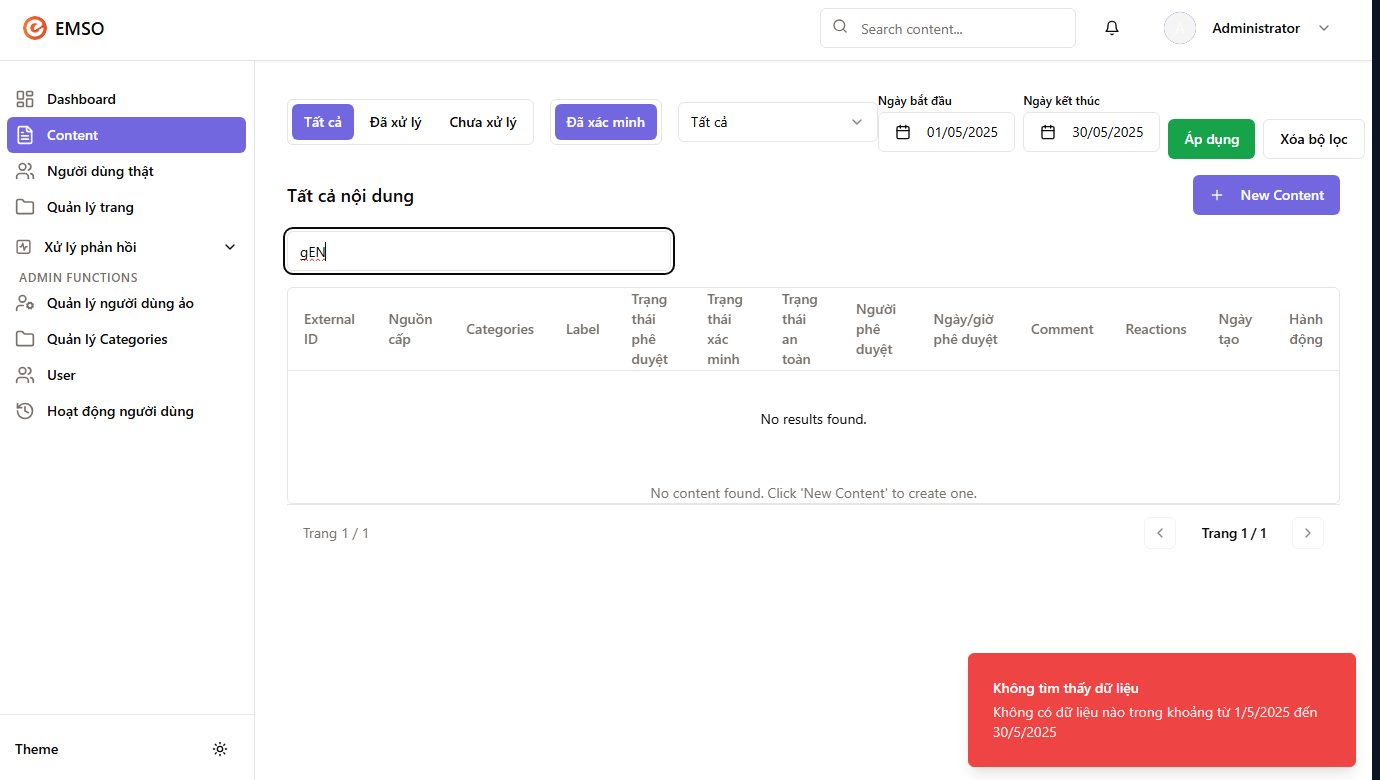 EMSO
Search content...
Administrator
Dashboard
Content
Người dùng thật
Quản lý trang
Xử lý phản hồi
ADMIN FUNCTIONS
Quản lý người dùng ảo
Quản lý Categories
User
Hoạt động người dùng
Theme
Tất cả
Đã xử lý
Chưa xử lý
Đã xác minh
Tất cả
Ngày bắt đầu
01/05/2025
Ngày kết thúc
30/05/2025
Áp dụng
Xóa bộ lọc
Tất cả nội dung
New Content
gEN
External
ID
Nguồn
cấp
Categories
Label
Trạng
thái
phê
duyệt
Trạng
thái
xác
minh
Trạng
thái
an
toàn
Người
phê
duyệt
Ngày/giờ
phê duyệt
Comment
Reactions
Ngày
tạo
Hành
động
No results found.
No content found. Click 'New Content' to create one.
Trang 1 / 1
Trang 1 / 1
Không tìm thấy dữ liệu
Không có dữ liệu nào trong khoảng từ 1/5/2025 đến
30/5/2025